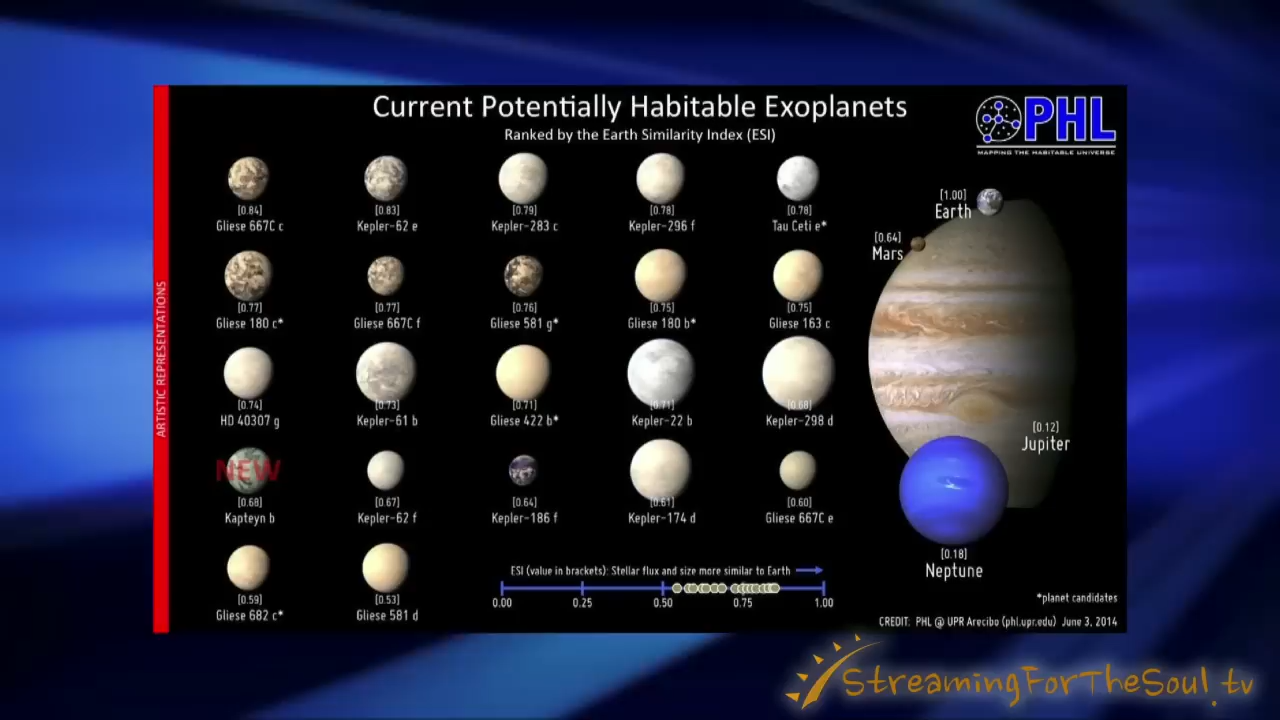 Current Potentially Habitable Exoplanets
Ranked by the Earth Similarity Index (ESI)
PHL
MAPPING THE HABITABLE UNIVERSE
ARTISTIC REPRESENTATIONS
[0.84]
Gliese 667C c
[0.83]
Kepler-62 e
[0.79]
Kepler-283 c
[0.78]
Kepler-296 f
[0.78]
Tau Ceti e*
[0.77]
Gliese 180 c*
[0.77]
Gliese 667C f
[0.76]
Gliese 581 g*
[0.75]
Gliese 180 b*
[0.75]
Gliese 163 c
[0.74]
HD 40307 g
[0.73]
Kepler-61 b
[0.71]
Gliese 422 b*
[0.71]
Kepler-22 b
[0.68]
Kepler-298 d
NEW
[0.68]
Kapteyn b
[0.67]
Kepler-62 f
[0.64]
Kepler-186 f
[0.61]
Kepler-174 d
[0.60]
Gliese 667C e
[0.59]
Gliese 682 c*
[0.53]
Gliese 581 d
[1.00]
Earth
[0.64]
Mars
[0.12]
Jupiter
[0.18]
Neptune
ESI (value in brackets): Stellar flux and size more similar to Earth
0.00 0.25 0.50 0.75 1.00
*planet candidates
CREDIT: PHL @ UPR Arecibo (phl.upr.edu) June 3, 2014
StreamingForTheSoul.tv